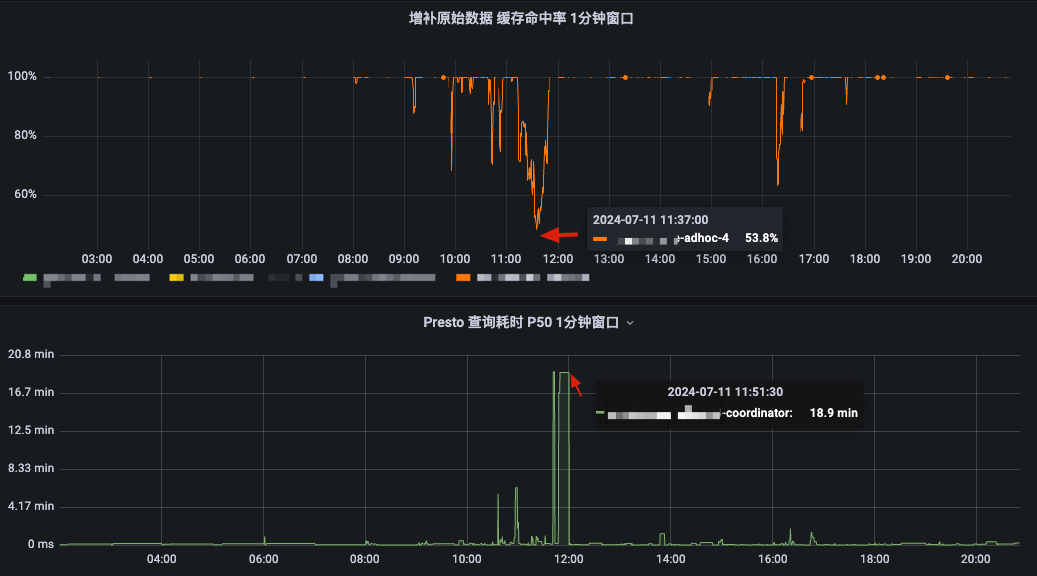 增补原始数据 缓存命中率 1分钟窗口
100%
80%
60%
2024-07-11 11:37:00
-adhoc-4 53.8%
03:00 04:00 05:00 06:00 07:00 08:00 09:00 10:00 11:00 12:00 13:00 14:00 15:00 16:00 17:00 18:00 19:00 20:00
Presto 查询耗时 P50 1分钟窗口
20.8 min
16.7 min
12.5 min
8.33 min
4.17 min
0 ms
2024-07-11 11:51:30
-coordinator: 18.9 min
04:00 06:00 08:00 10:00 12:00 14:00 16:00 18:00 20:00